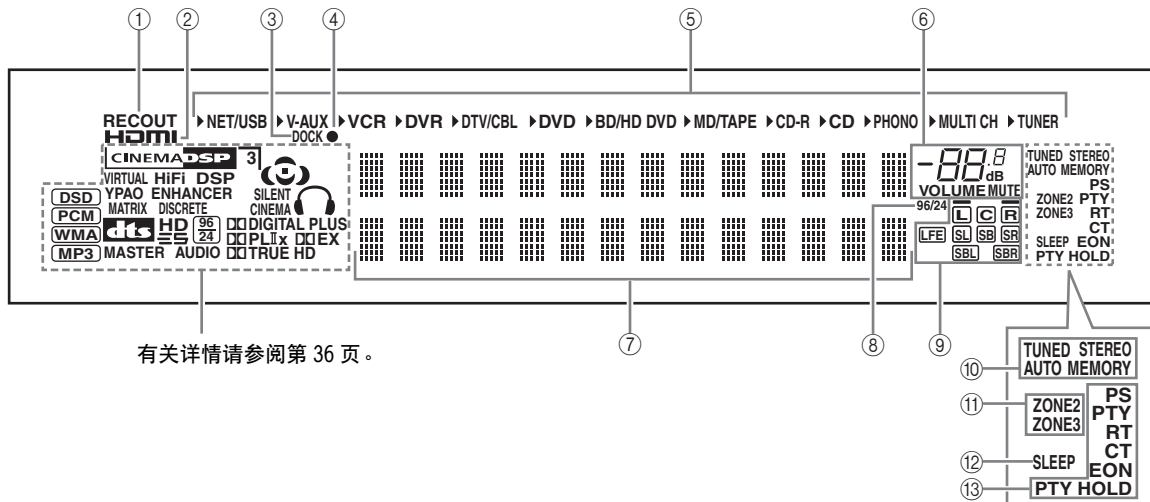 ① ② ③ ④ ⑤ ⑥
RECOUT
HDMI
NET/USB V-AUX VCR DVR DTV/CBL DVD BD/HD DVD MD/TAPE CD-R CD PHONO MULTI CH TUNER
DOCK
CINEMA DSP 3
VIRTUAL HiFi DSP
YPAO ENHANCER
MATRIX DISCRETE
SILENT
CINEMA
DSD
PCM
WMA
MP3
dts HD 96 24
DIGITAL PLUS
PLⅡx EX
MASTER AUDIO TRUE HD
-88.8
dB
VOLUME MUTE
96/24
L C R
LFE SL SB SR
SBL SBR
TUNED STEREO
AUTO MEMORY
PS
ZONE2 PTY
ZONE3 RT
CT
SLEEP EON
PTY HOLD
有关详情请参阅第 36 页。
⑦ ⑧ ⑨
⑩ TUNED STEREO
AUTO MEMORY
PS
⑪ ZONE2 PTY
ZONE3 RT
CT
⑫ SLEEP EON
⑬ PTY HOLD